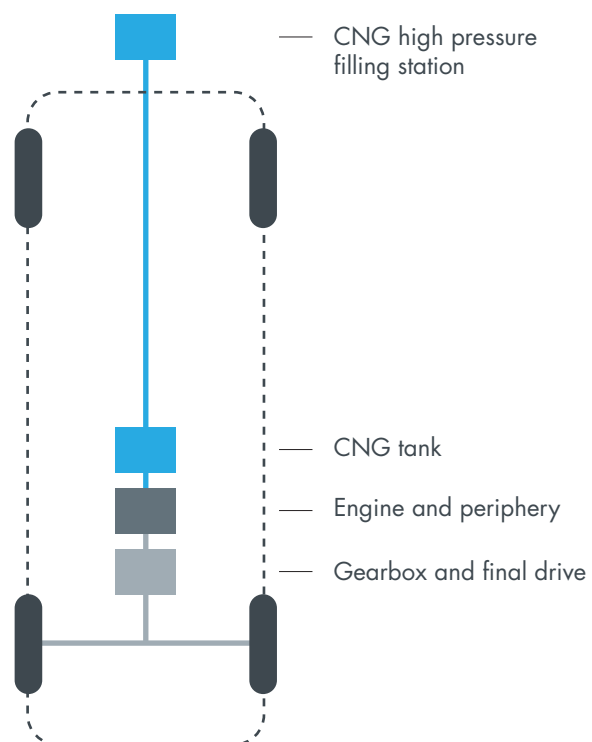 CNG high pressure
filling station
CNG tank
Engine and periphery
Gearbox and final drive